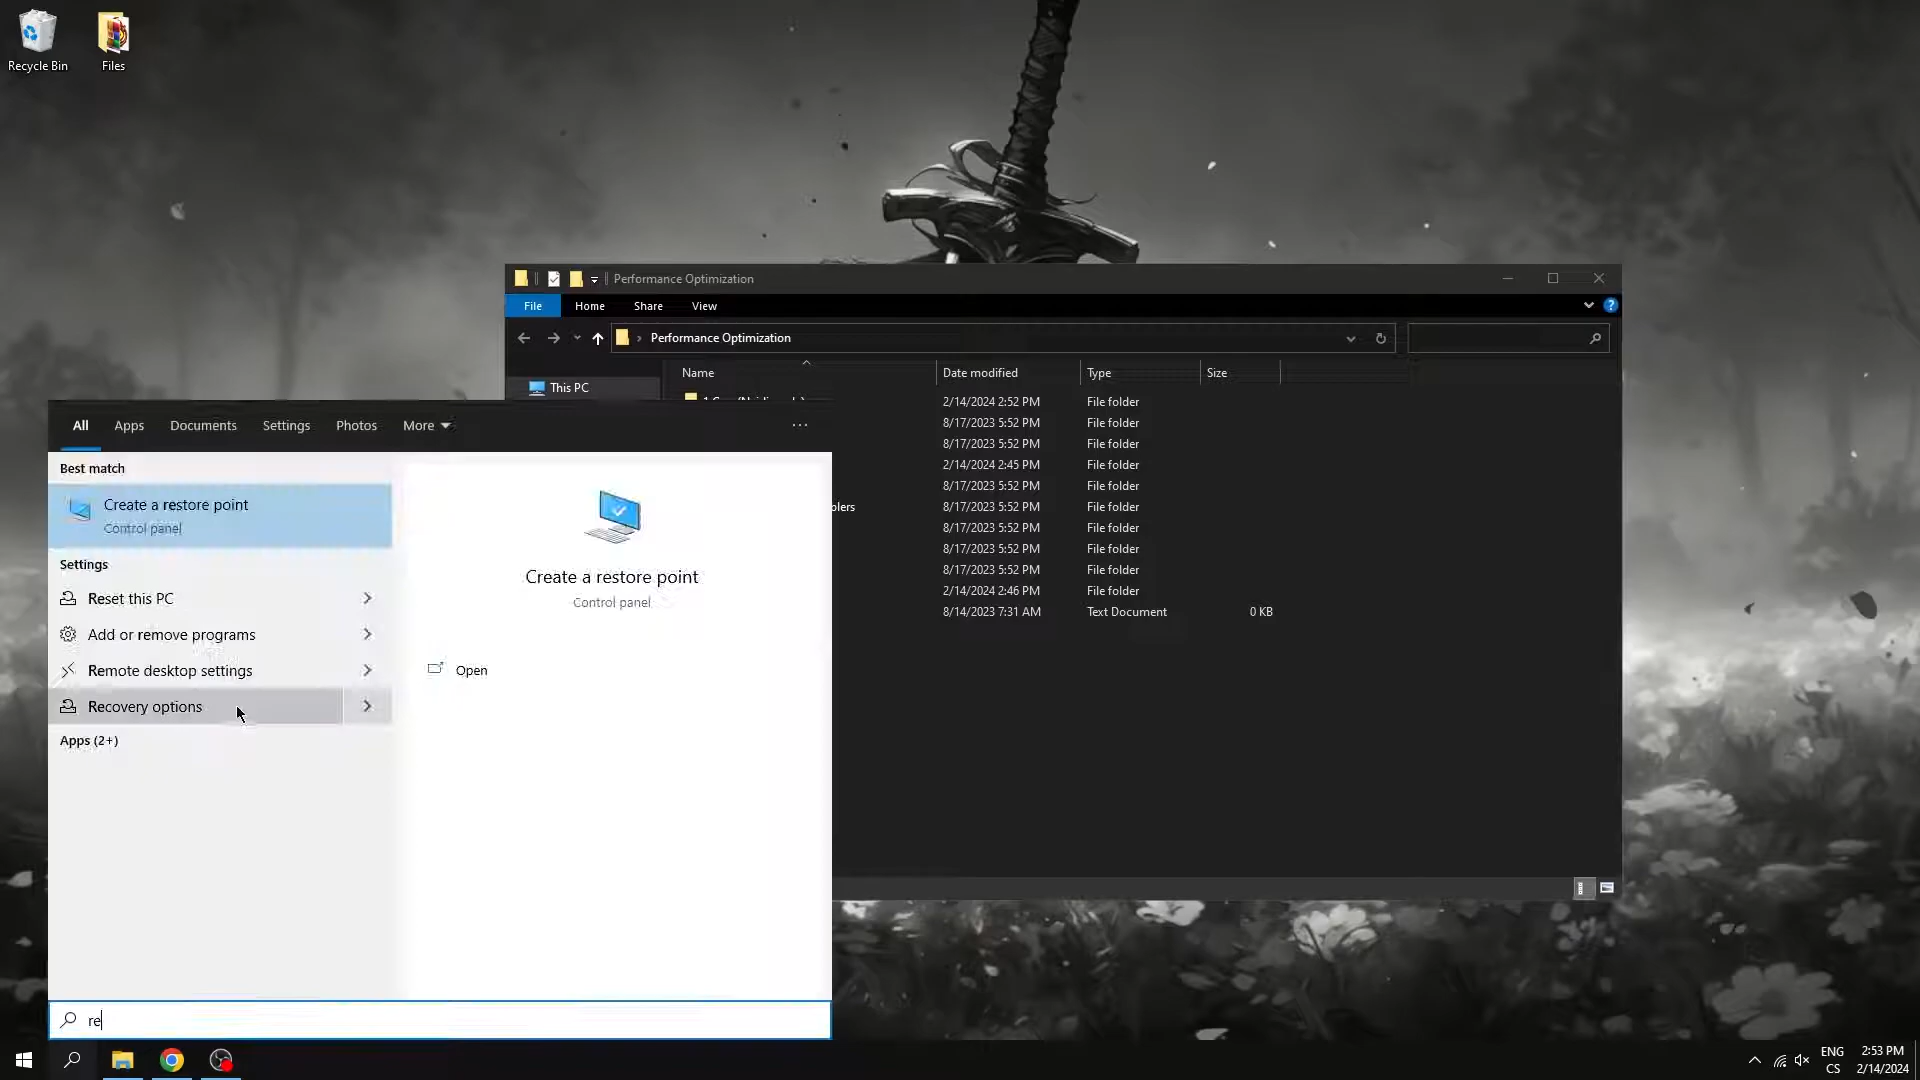 Recycle Bin
Files
Performance Optimization
File
Home
Share
View
Performance Optimization
Name
Date modified
Type
Size
This PC
2/14/2024 2:52 PM
File folder
8/17/2023 5:52 PM
File folder
8/17/2023 5:52 PM
File folder
2/14/2024 2:45 PM
File folder
8/17/2023 5:52 PM
File folder
olers
8/17/2023 5:52 PM
File folder
8/17/2023 5:52 PM
File folder
8/17/2023 5:52 PM
File folder
8/17/2023 5:52 PM
File folder
2/14/2024 2:46 PM
File folder
8/14/2023 7:31 AM
Text Document
0 KB
All
Apps
Documents
Settings
Photos
More
Best match
Create a restore point
Control panel
Settings
Reset this PC
Add or remove programs
Remote desktop settings
Recovery options
Apps (2+)
Create a restore point
Control panel
Open
re
ENG
CS
2:53 PM
2/14/2024